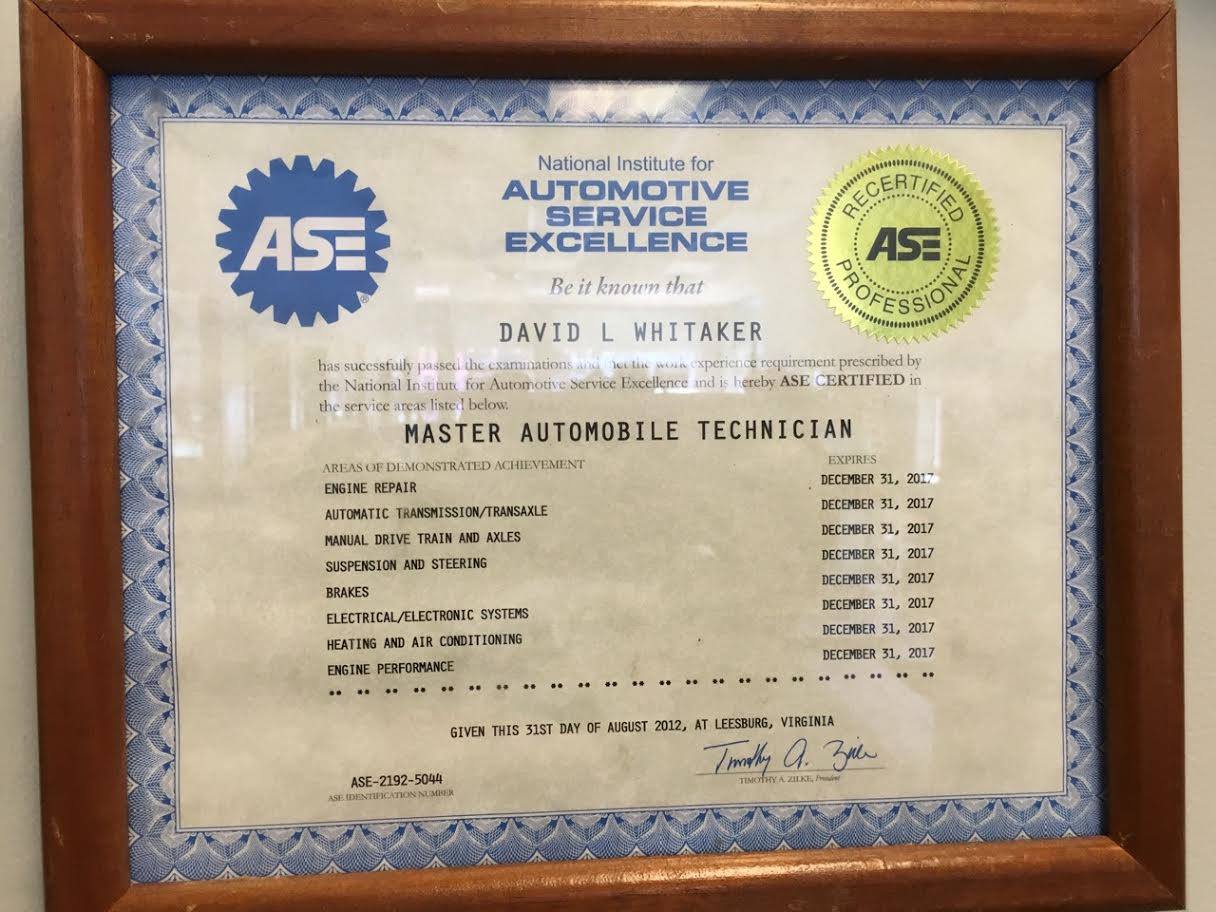 National Institute for
AUTOMOTIVE
SERVICE
EXCELLENCE
ASE
®
RECERTIFIED
ASE
PROFESSIONAL
Be it known that
DAVID L WHITAKER
has sucessfully passed the examinations and met the work experience requirement prescribed by
the National Institute for Automotive Service Excellence and is hereby ASE CERTIFIED in
the service areas listed below.
MASTER AUTOMOBILE TECHNICIAN
AREAS OF DEMONSTRATED ACHIEVEMENT EXPIRES
ENGINE REPAIR DECEMBER 31, 2017
AUTOMATIC TRANSMISSION/TRANSAXLE DECEMBER 31, 2017
MANUAL DRIVE TRAIN AND AXLES DECEMBER 31, 2017
SUSPENSION AND STEERING DECEMBER 31, 2017
BRAKES DECEMBER 31, 2017
ELECTRICAL/ELECTRONIC SYSTEMS DECEMBER 31, 2017
HEATING AND AIR CONDITIONING DECEMBER 31, 2017
ENGINE PERFORMANCE DECEMBER 31, 2017
** ** ** ** ** ** ** ** ** ** ** ** ** ** ** ** ** ** ** ** ** ** **
GIVEN THIS 31ST DAY OF AUGUST 2012, AT LEESBURG, VIRGINIA
Timothy A. Zilke
TIMOTHY A. ZILKE, President
ASE-2192-5044
ASE IDENTIFICATION NUMBER